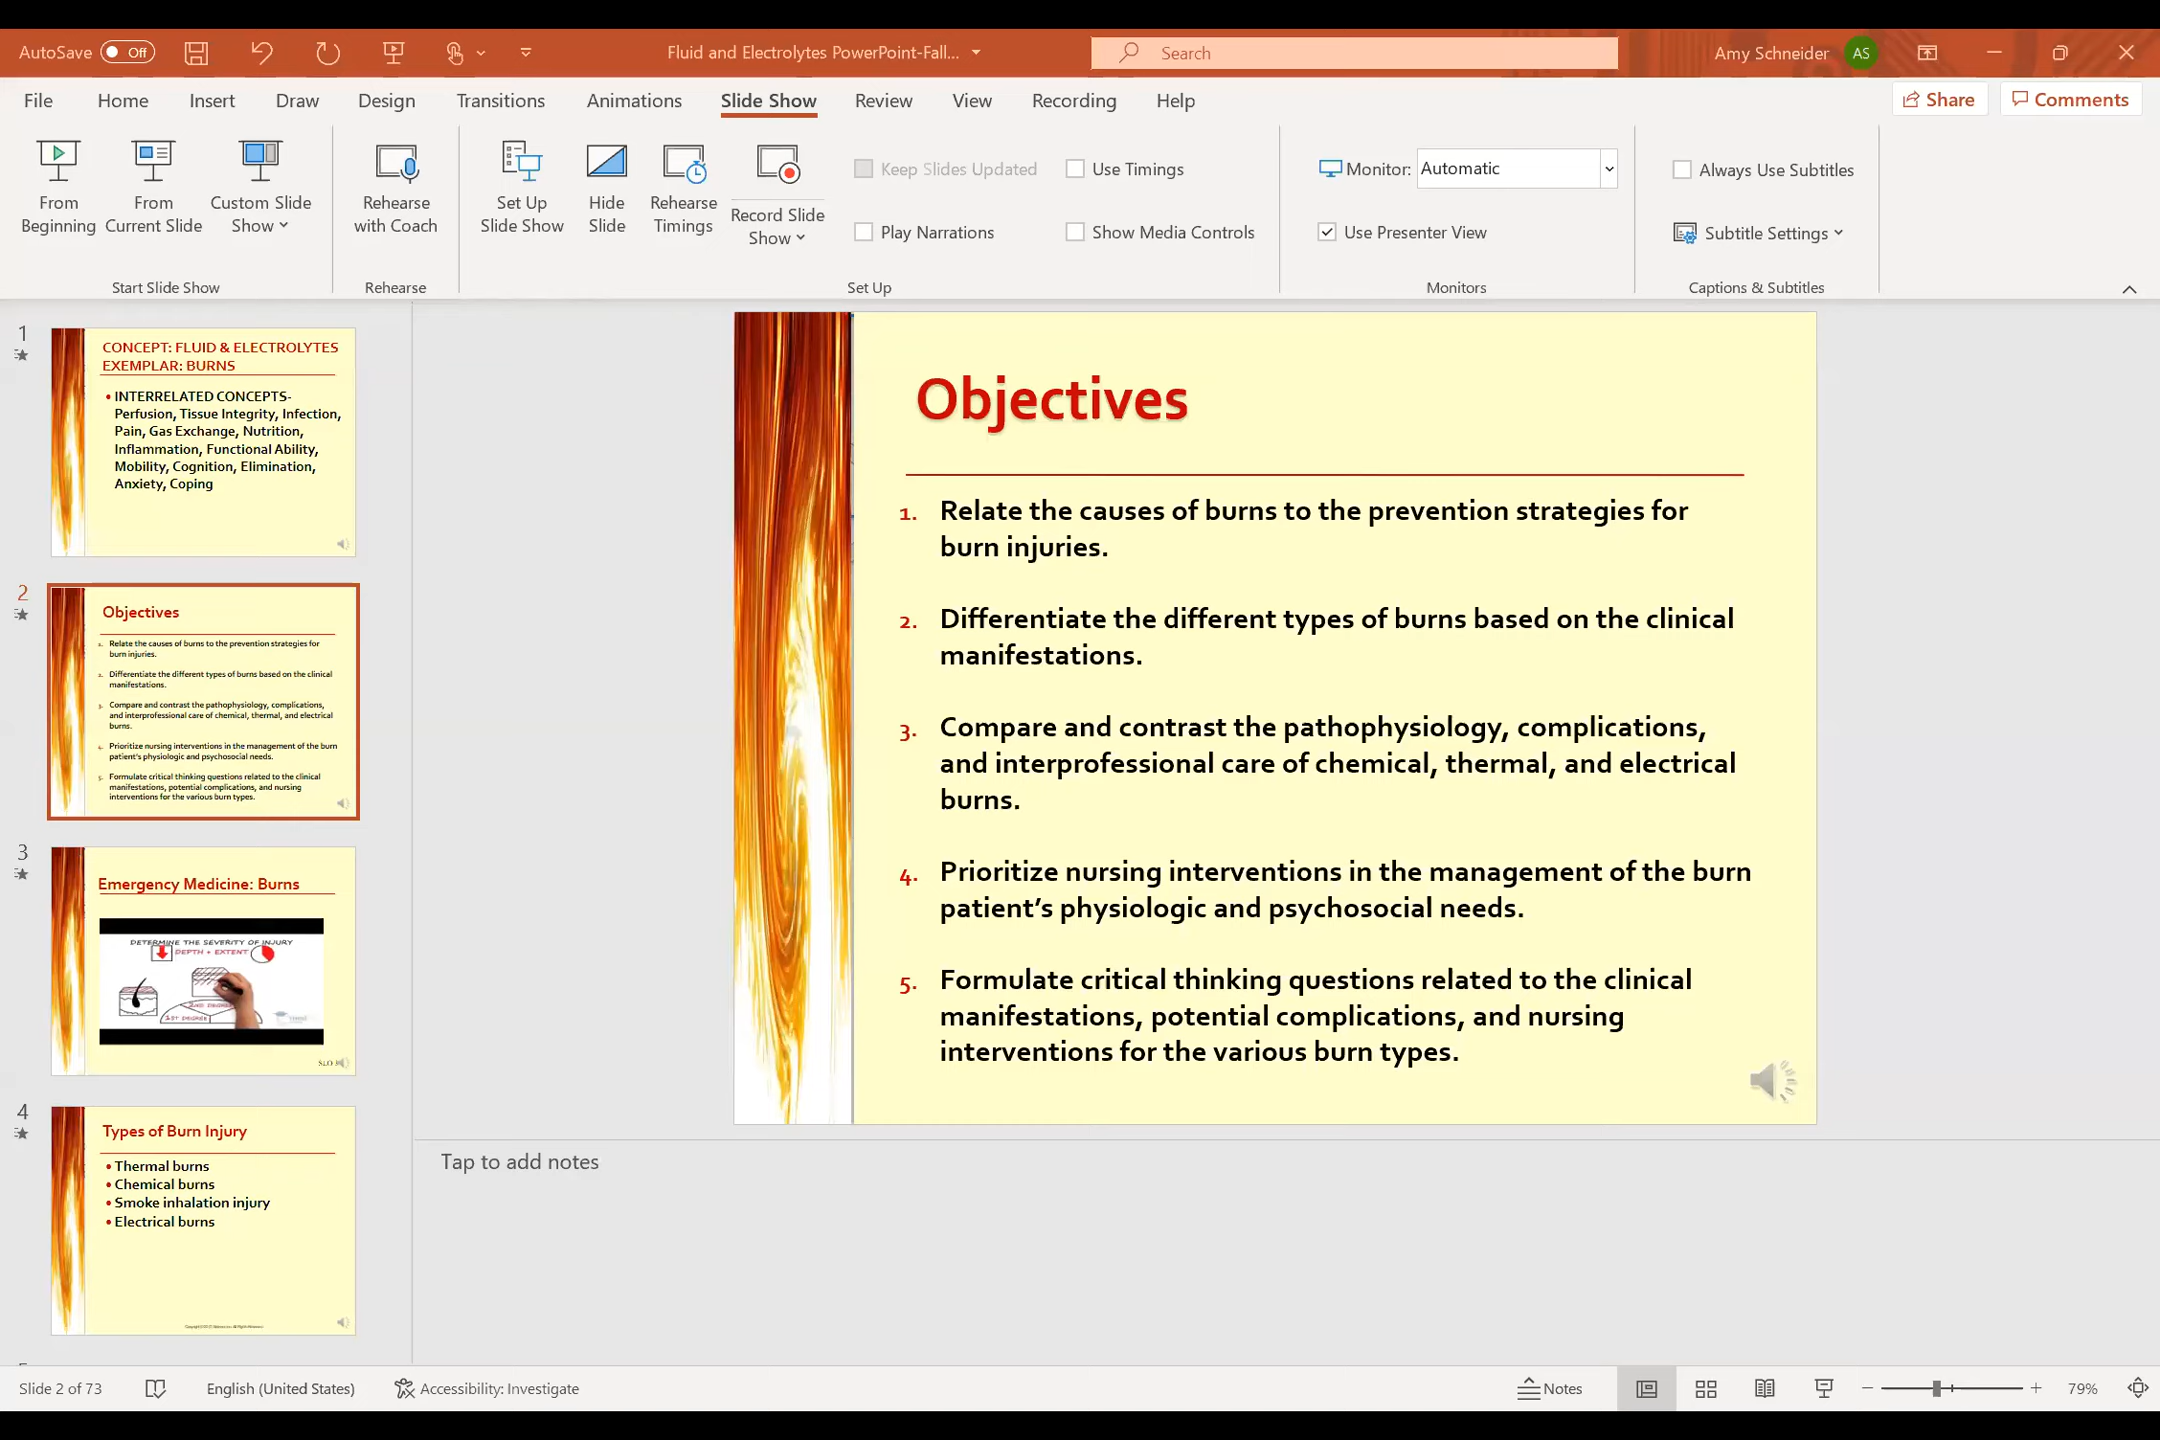 AutoSave Off
Fluid and Electrolytes PowerPoint-Fall...
Search
Amy Schneider AS
File Home Insert Draw Design Transitions Animations Slide Show Review View Recording Help
Share Comments
From Beginning
From Current Slide
Custom Slide Show
Rehearse with Coach
Set Up Slide Show
Hide Slide
Rehearse Timings
Record Slide Show
Keep Slides Updated
Use Timings
Play Narrations
Show Media Controls
Monitor: Automatic
Use Presenter View
Always Use Subtitles
Subtitle Settings
Start Slide Show
Rehearse
Set Up
Monitors
Captions & Subtitles
1
CONCEPT: FLUID & ELECTROLYTES
EXEMPLAR: BURNS
• INTERRELATED CONCEPTS-
Perfusion, Tissue Integrity, Infection,
Pain, Gas Exchange, Nutrition,
Inflammation, Functional Ability,
Mobility, Cognition, Elimination,
Anxiety, Coping
2
Objectives
1. Relate the causes of burns to the prevention strategies for
burn injuries.
2. Differentiate the different types of burns based on the clinical
manifestations.
3. Compare and contrast the pathophysiology, complications,
and interprofessional care of chemical, thermal, and electrical
burns.
4. Prioritize nursing interventions in the management of the burn
patient's physiologic and psychosocial needs.
5. Formulate critical thinking questions related to the clinical
manifestations, potential complications, and nursing
interventions for the various burn types.
3
Emergency Medicine: Burns
DETERMINE THE SEVERITY OF INJURY
DEPTH + EXTENT
2ND DEGREE
1ST DEGREE
SLO
4
Types of Burn Injury
• Thermal burns
• Chemical burns
• Smoke inhalation injury
• Electrical burns
Objectives
1. Relate the causes of burns to the prevention strategies for
burn injuries.
2. Differentiate the different types of burns based on the clinical
manifestations.
3. Compare and contrast the pathophysiology, complications,
and interprofessional care of chemical, thermal, and electrical
burns.
4. Prioritize nursing interventions in the management of the burn
patient’s physiologic and psychosocial needs.
5. Formulate critical thinking questions related to the clinical
manifestations, potential complications, and nursing
interventions for the various burn types.
Tap to add notes
Slide 2 of 73
English (United States)
Accessibility: Investigate
Notes
79%